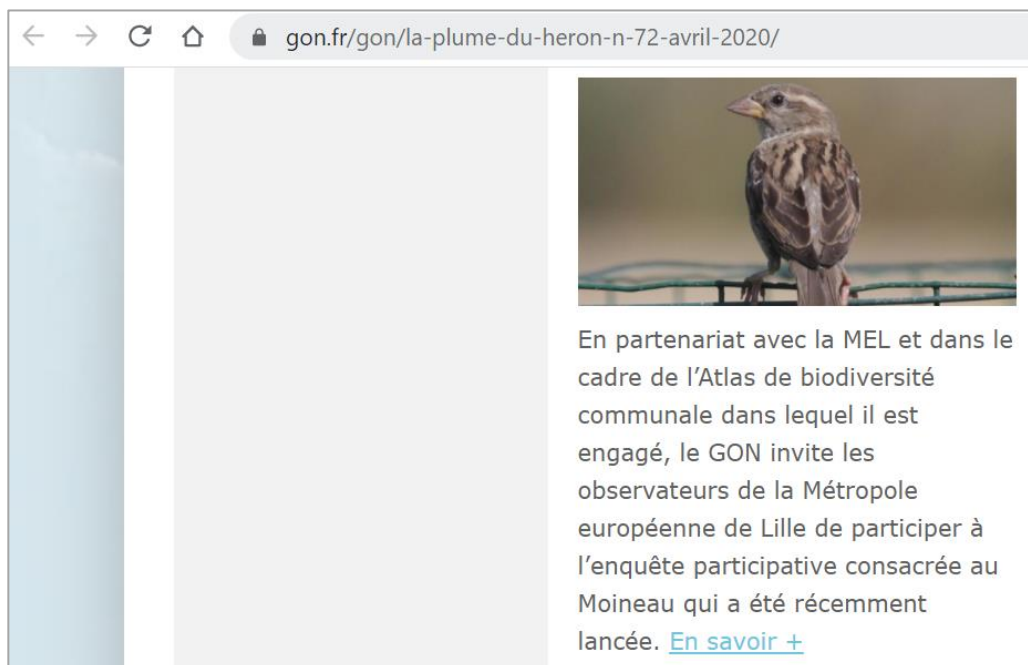 gon.fr/gon/la-plume-du-heron-n-72-avril-2020/
En partenariat avec la MEL et dans le
cadre de l’Atlas de biodiversité
communale dans lequel il est
engagé, le GON invite les
observateurs de la Métropole
européenne de Lille de participer à
l’enquête participative consacrée au
Moineau qui a été récemment
lancée. En savoir +